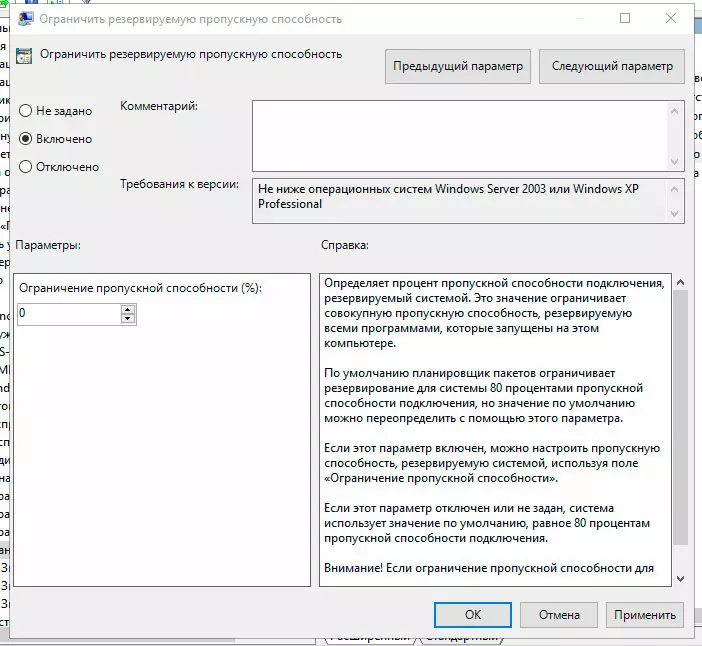 Ограничить резервируемую пропускную способность
Ограничить резервируемую пропускную способность
Предыдущий параметр
Следующий параметр
Не задано
Включено
Отключено
Комментарий:
Требования к версии:
Не ниже операционных систем Windows Server 2003 или Windows XP
Professional
Параметры:
Справка:
Ограничение пропускной способности (%):
0
Определяет процент пропускной способности подключения,
резервируемый системой. Это значение ограничивает
совокупную пропускную способность, резервируемую
всеми программами, которые запущены на этом
компьютере.
По умолчанию планировщик пакетов ограничивает
резервирование для системы 80 процентами пропускной
способности подключения, но значение по умолчанию
можно переопределить с помощью этого параметра.
Если этот параметр включен, можно настроить пропускную
способность, резервируемую системой, используя поле
«Ограничение пропускной способности».
Если этот параметр отключен или не задан, система
использует значение по умолчанию, равное 80 процентам
пропускной способности подключения.
Внимание! Если ограничение пропускной способности для
ОК
Отмена
Применить
Расширенный
Стандартный